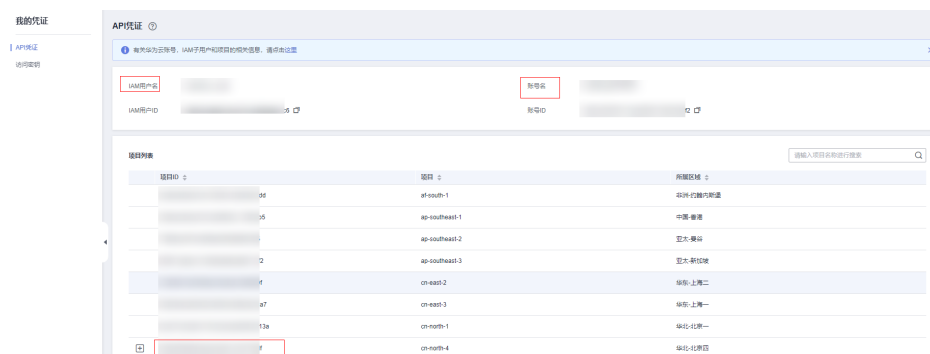 我的凭证
API凭证
访问密钥
API凭证
有关华为云账号、IAM子用户和项目的相关信息，请点击这里
IAM用户名
账号名
IAM用户ID c6
账号ID f2
项目列表
请输入项目名称进行搜索
项目ID 项目 所属区域
dd af-south-1 非洲-约翰内斯堡
b5 ap-southeast-1 中国-香港
ap-southeast-2 亚太-曼谷
f2 ap-southeast-3 亚太-新加坡
f cn-east-2 华东-上海二
a7 cn-east-3 华东-上海一
13a cn-north-1 华北-北京一
f cn-north-4 华北-北京四